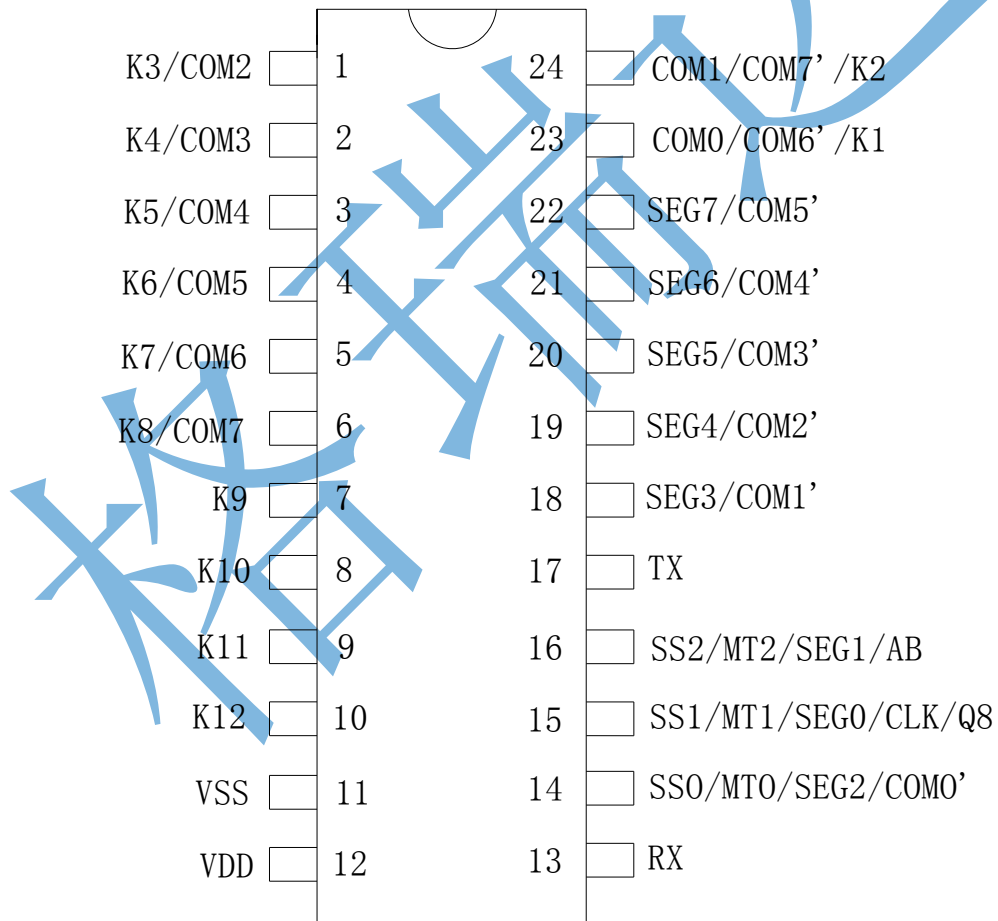 K3/COM2 1 24 COM1/COM7' /K2
K4/COM3 2 23 COM0/COM6' /K1
K5/COM4 3 22 SEG7/COM5'
K6/COM5 4 21 SEG6/COM4'
K7/COM6 5 20 SEG5/COM3'
K8/COM7 6 19 SEG4/COM2'
K9 7 18 SEG3/COM1'
K10 8 17 TX
K11 9 16 SS2/MT2/SEG1/AB
K12 10 15 SS1/MT1/SEG0/CLK/Q8
VSS 11 14 SS0/MT0/SEG2/COM0'
VDD 12 13 RX